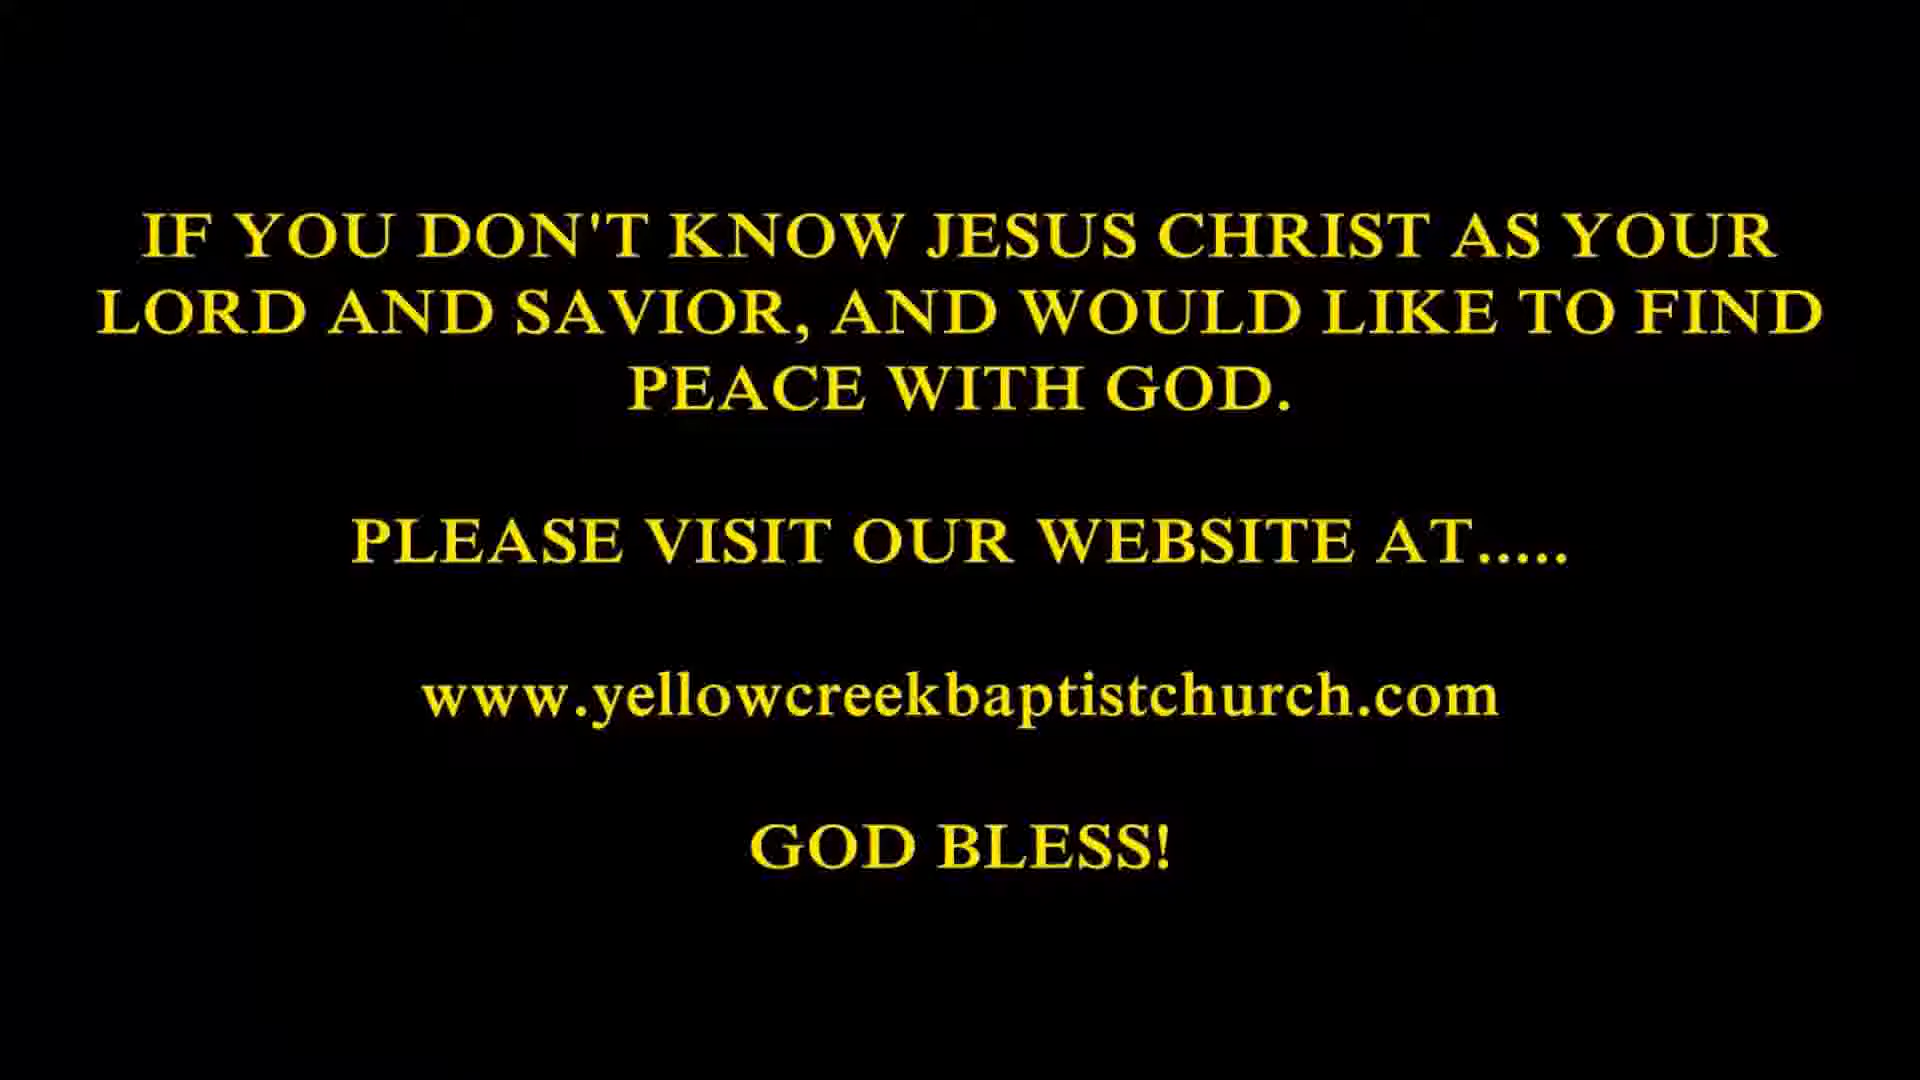 IF YOU DON'T KNOW JESUS CHRIST AS YOUR
LORD AND SAVIOR, AND WOULD LIKE TO FIND
PEACE WITH GOD.
PLEASE VISIT OUR WEBSITE AT.....
www.yellowcreekbaptistchurch.com
GOD BLESS!